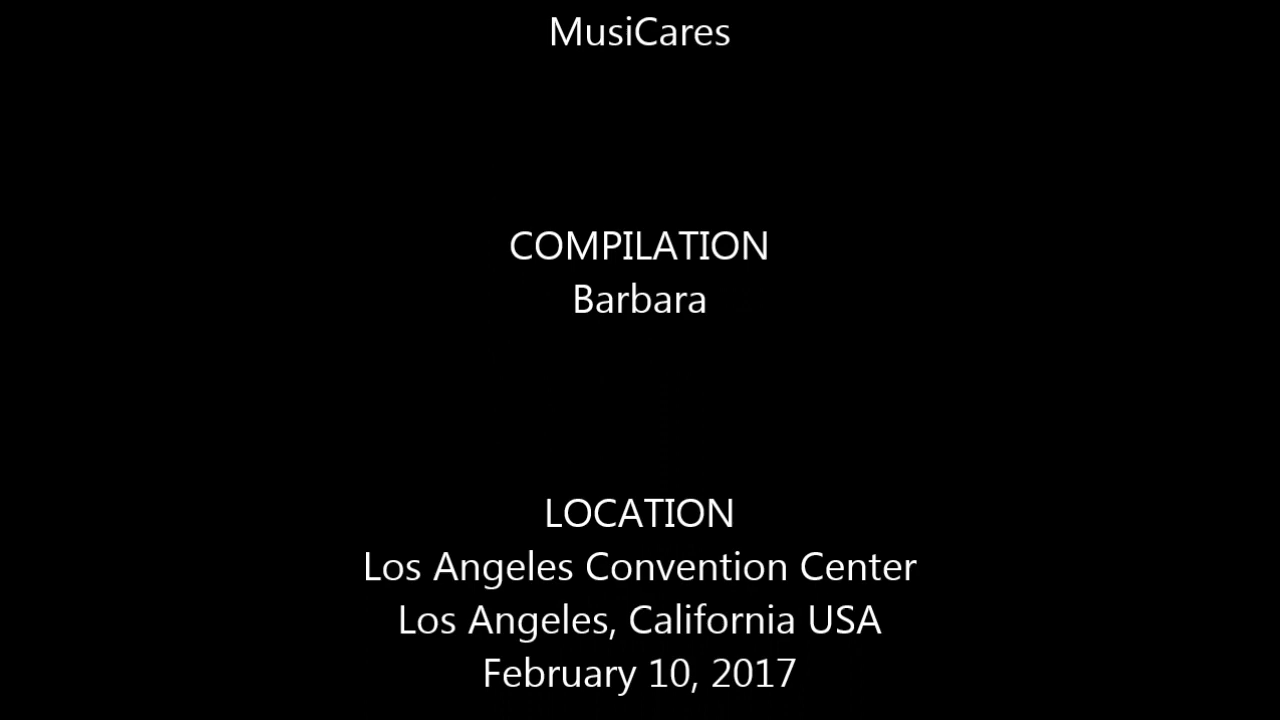 MusiCares
COMPILATION
Barbara
LOCATION
Los Angeles Convention Center
Los Angeles, California USA
February 10, 2017